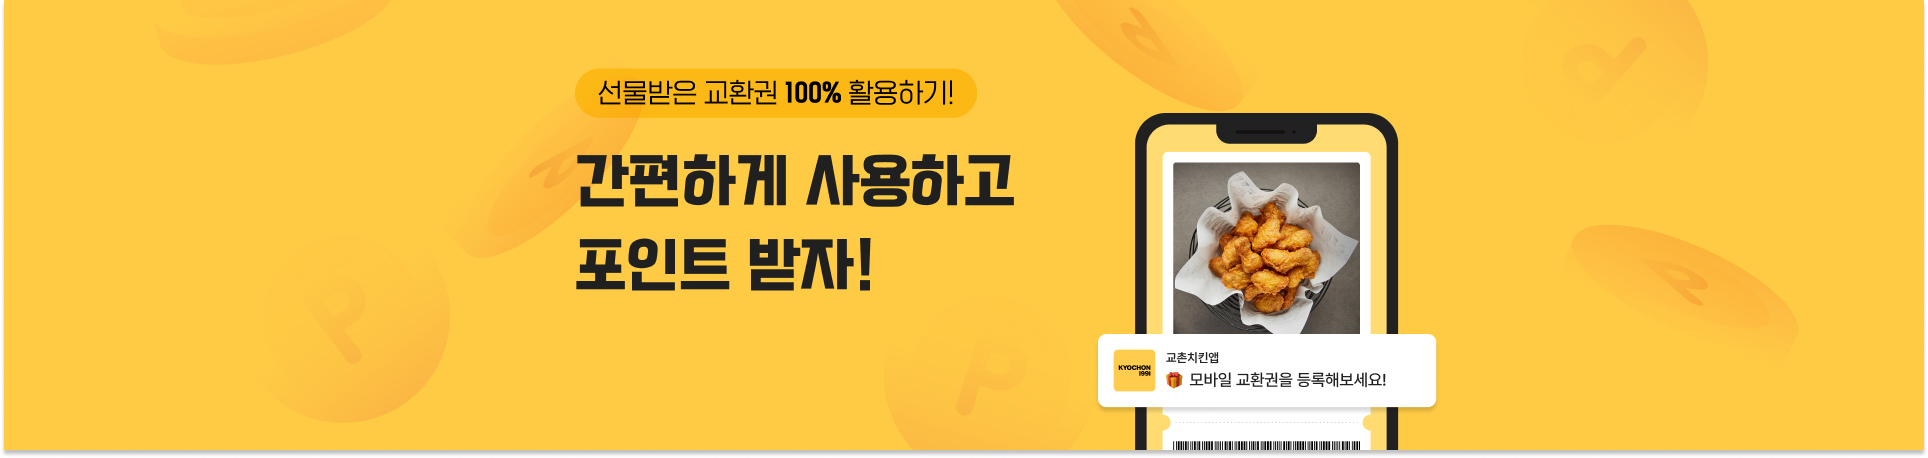 선물받은 교환권 100% 활용하기!
간편하게 사용하고
포인트 받자!
교촌치킨앱
KYOCHON
1991
🎁 모바일 교환권을 등록해보세요!
P
P
P
P
P
P